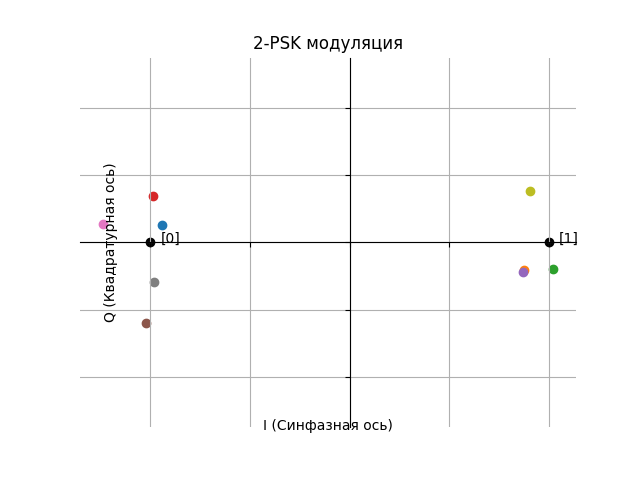 2-PSK модуляция
Q (Квадратурная ось)
[0]
[1]
I (Синфазная ось)